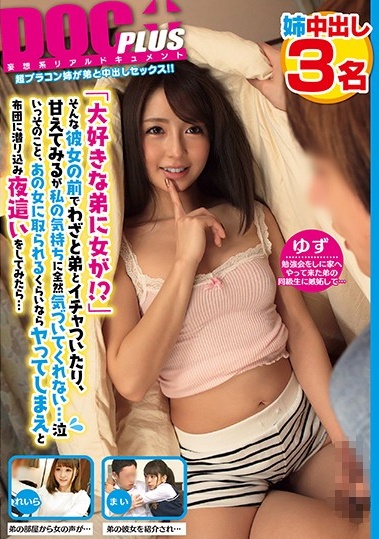 DOC PLUS
妄想系リアルドキュメント
超ブラコン姉が弟と中出しセックス!!
姉中出し
3名
「大好きな弟に女が!?」
そんな彼女の前でわざと弟とイチャついたり、
甘えてみるが私の気持ちに全然気づいてくれない…泣
いっそのこと、あの女に取られるくらいならヤってしまえと
布団に潜り込み夜這いをしてみたら…
ゆず
勉強会をしに家へ
やって来た弟の
同級生に嫉妬して…
れいら
弟の部屋から女の声が…
まい
弟の彼女を紹介され…